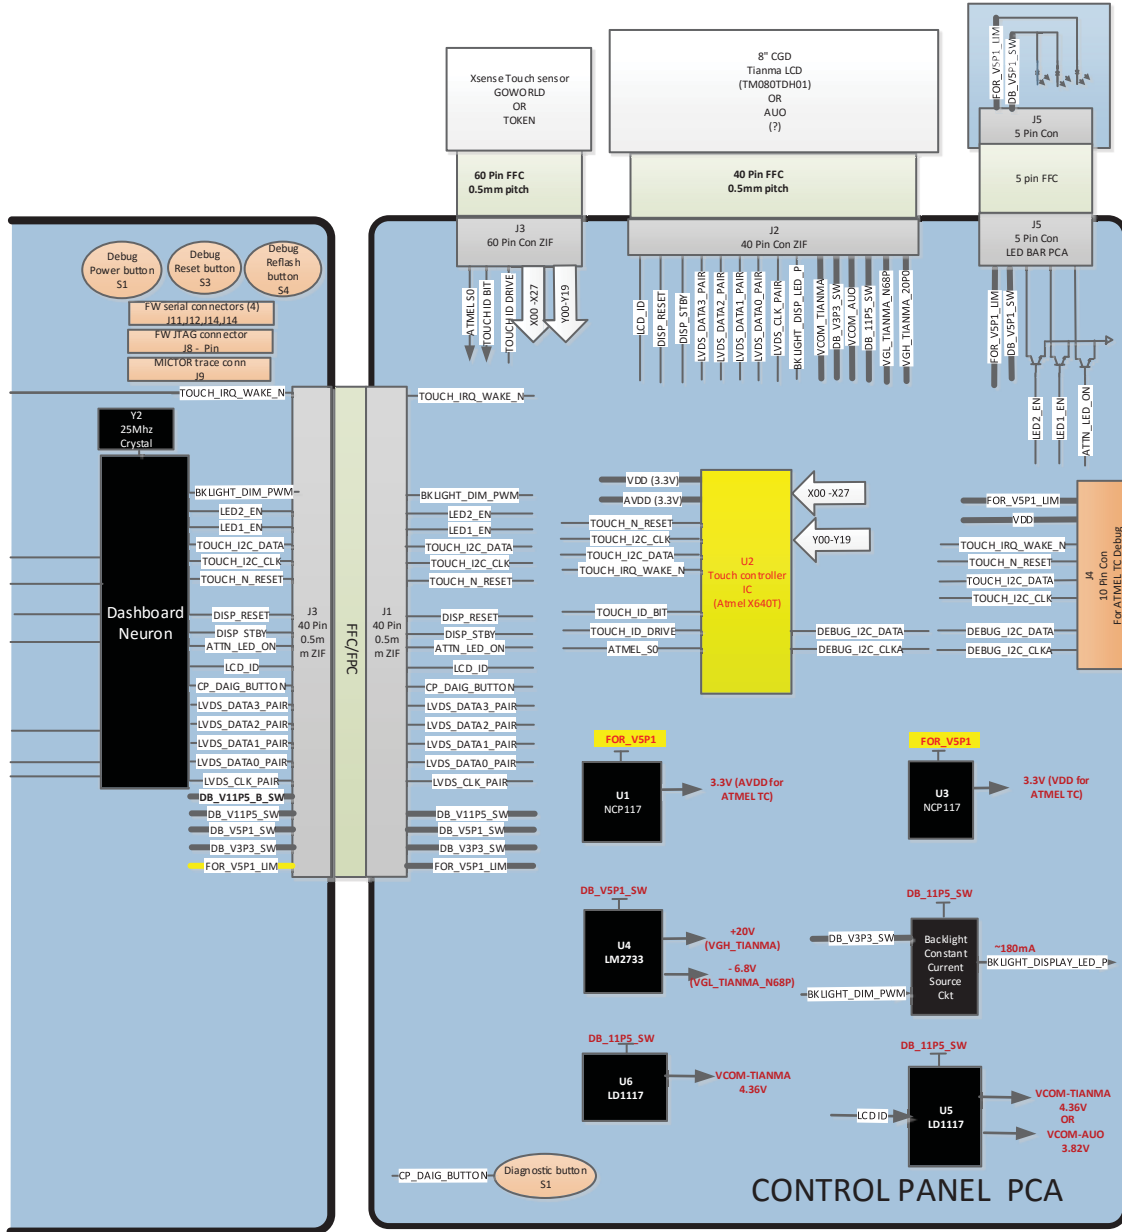 Xsense Touch sensor
GOWORLD
OR
TOKEN
8" CGD
Tianma LCD
(TM080TDH01)
OR
AUO
(?)
FOR_V5P1_LIM
DB_V5P1_SW
J5
5 Pin Con
60 Pin FFC
0.5mm pitch
40 Pin FFC
0.5mm pitch
5 pin FFC
J3
60 Pin Con ZIF
J2
40 Pin Con ZIF
J5
5 Pin Con
LED BAR PCA
ATMEL S0
TOUCH ID BIT
TOUCH ID DRIVE
X00 -X27
Y00-Y19
LCD_ID
DISP_RESET
DISP_STBY
LVDS_DATA3_PAIR
LVDS_DATA2_PAIR
LVDS_DATA1_PAIR
LVDS_DATA0_PAIR
LVDS_CLK_PAIR
BKLIGHT_DISP_LED_P
VCOM_TIANMA
DB_V3P3_SW
VCOM_AUO
DB_11P5_SW
VGL_TIANMA_N68P
VGH_TIANMA_20P0
FOR_V5P1_LIM
DB_V5P1_SW
LED2_EN
LED1_EN
ATTN_LED_ON
Debug
Power button
S1
Debug
Reset button
S3
Debug
Reflash
button
S4
FW serial connectors (4)
J11,J12,J14,J14
FW JTAG connector
J8 - Pin
MICTOR trace conn
J9
TOUCH_IRQ_WAKE_N
Y2
25Mhz
Crystal
Dashboard
Neuron
BKLIGHT_DIM_PWM
LED2_EN
LED1_EN
TOUCH_I2C_DATA
TOUCH_I2C_CLK
TOUCH_N_RESET
DISP_RESET
DISP STBY
ATTN_LED_ON
LCD_ID
CP_DAIG_BUTTON
LVDS_DATA3_PAIR
LVDS_DATA2_PAIR
LVDS_DATA1_PAIR
LVDS_DATA0_PAIR
LVDS_CLK_PAIR
DB_V11P5_B_SW
DB_V11P5_SW
DB_V5P1_SW
DB_V3P3_SW
FOR_V5P1_LIM
J3
40 Pin
0.5m
m ZIF
FFC/FPC
J1
40 Pin
0.5m
m ZIF
TOUCH_IRQ_WAKE_N
BKLIGHT_DIM_PWM
LED2_EN
LED1_EN
TOUCH_I2C_DATA
TOUCH_I2C_CLK
TOUCH_N_RESET
DISP_RESET
DISP_STBY
ATTN_LED_ON
LCD_ID
CP_DAIG_BUTTON
LVDS_DATA3_PAIR
LVDS_DATA2_PAIR
LVDS_DATA1_PAIR
LVDS_DATA0_PAIR
LVDS_CLK_PAIR
DB_V11P5_SW
DB_V5P1_SW
DB_V3P3_SW
FOR_V5P1_LIM
VDD (3.3V)
AVDD (3.3V)
TOUCH_N_RESET
TOUCH_I2C_CLK
TOUCH_I2C_DATA
TOUCH_IRQ_WAKE_N
TOUCH_ID_BIT
TOUCH_ID_DRIVE
ATMEL_S0
U2
Touch controller
IC
(Atmel X640T)
X00 -X27
Y00-Y19
DEBUG_I2C_DATA
DEBUG_I2C_CLKA
FOR_V5P1_LIM
VDD
TOUCH_IRQ_WAKE_N
TOUCH_N_RESET
TOUCH_I2C_DATA
TOUCH_I2C_CLK
DEBUG_I2C_DATA
DEBUG_I2C_CLKA
J4
10 Pin Con
For ATMEL TC Debug
FOR_V5P1
U1
NCP117
3.3V (AVDD for
ATMEL TC)
FOR_V5P1
U3
NCP117
3.3V (VDD for
ATMEL TC)
DB_V5P1_SW
U4
LM2733
+20V
(VGH_TIANMA)
- 6.8V
(VGL_TIANMA_N68P)
DB_11P5_SW
DB_V3P3_SW
BKLIGHT_DIM_PWM
Backlight
Constant
Current
Source
Ckt
~180mA
BKLIGHT_DISPLAY_LED_P
DB_11P5_SW
U6
LD1117
VCOM-TIANMA
4.36V
DB_11P5_SW
LCD ID
U5
LD1117
VCOM-TIANMA
4.36V
OR
VCOM-AUO
3.82V
CP_DAIG_BUTTON
Diagnostic button
S1
CONTROL PANEL PCA